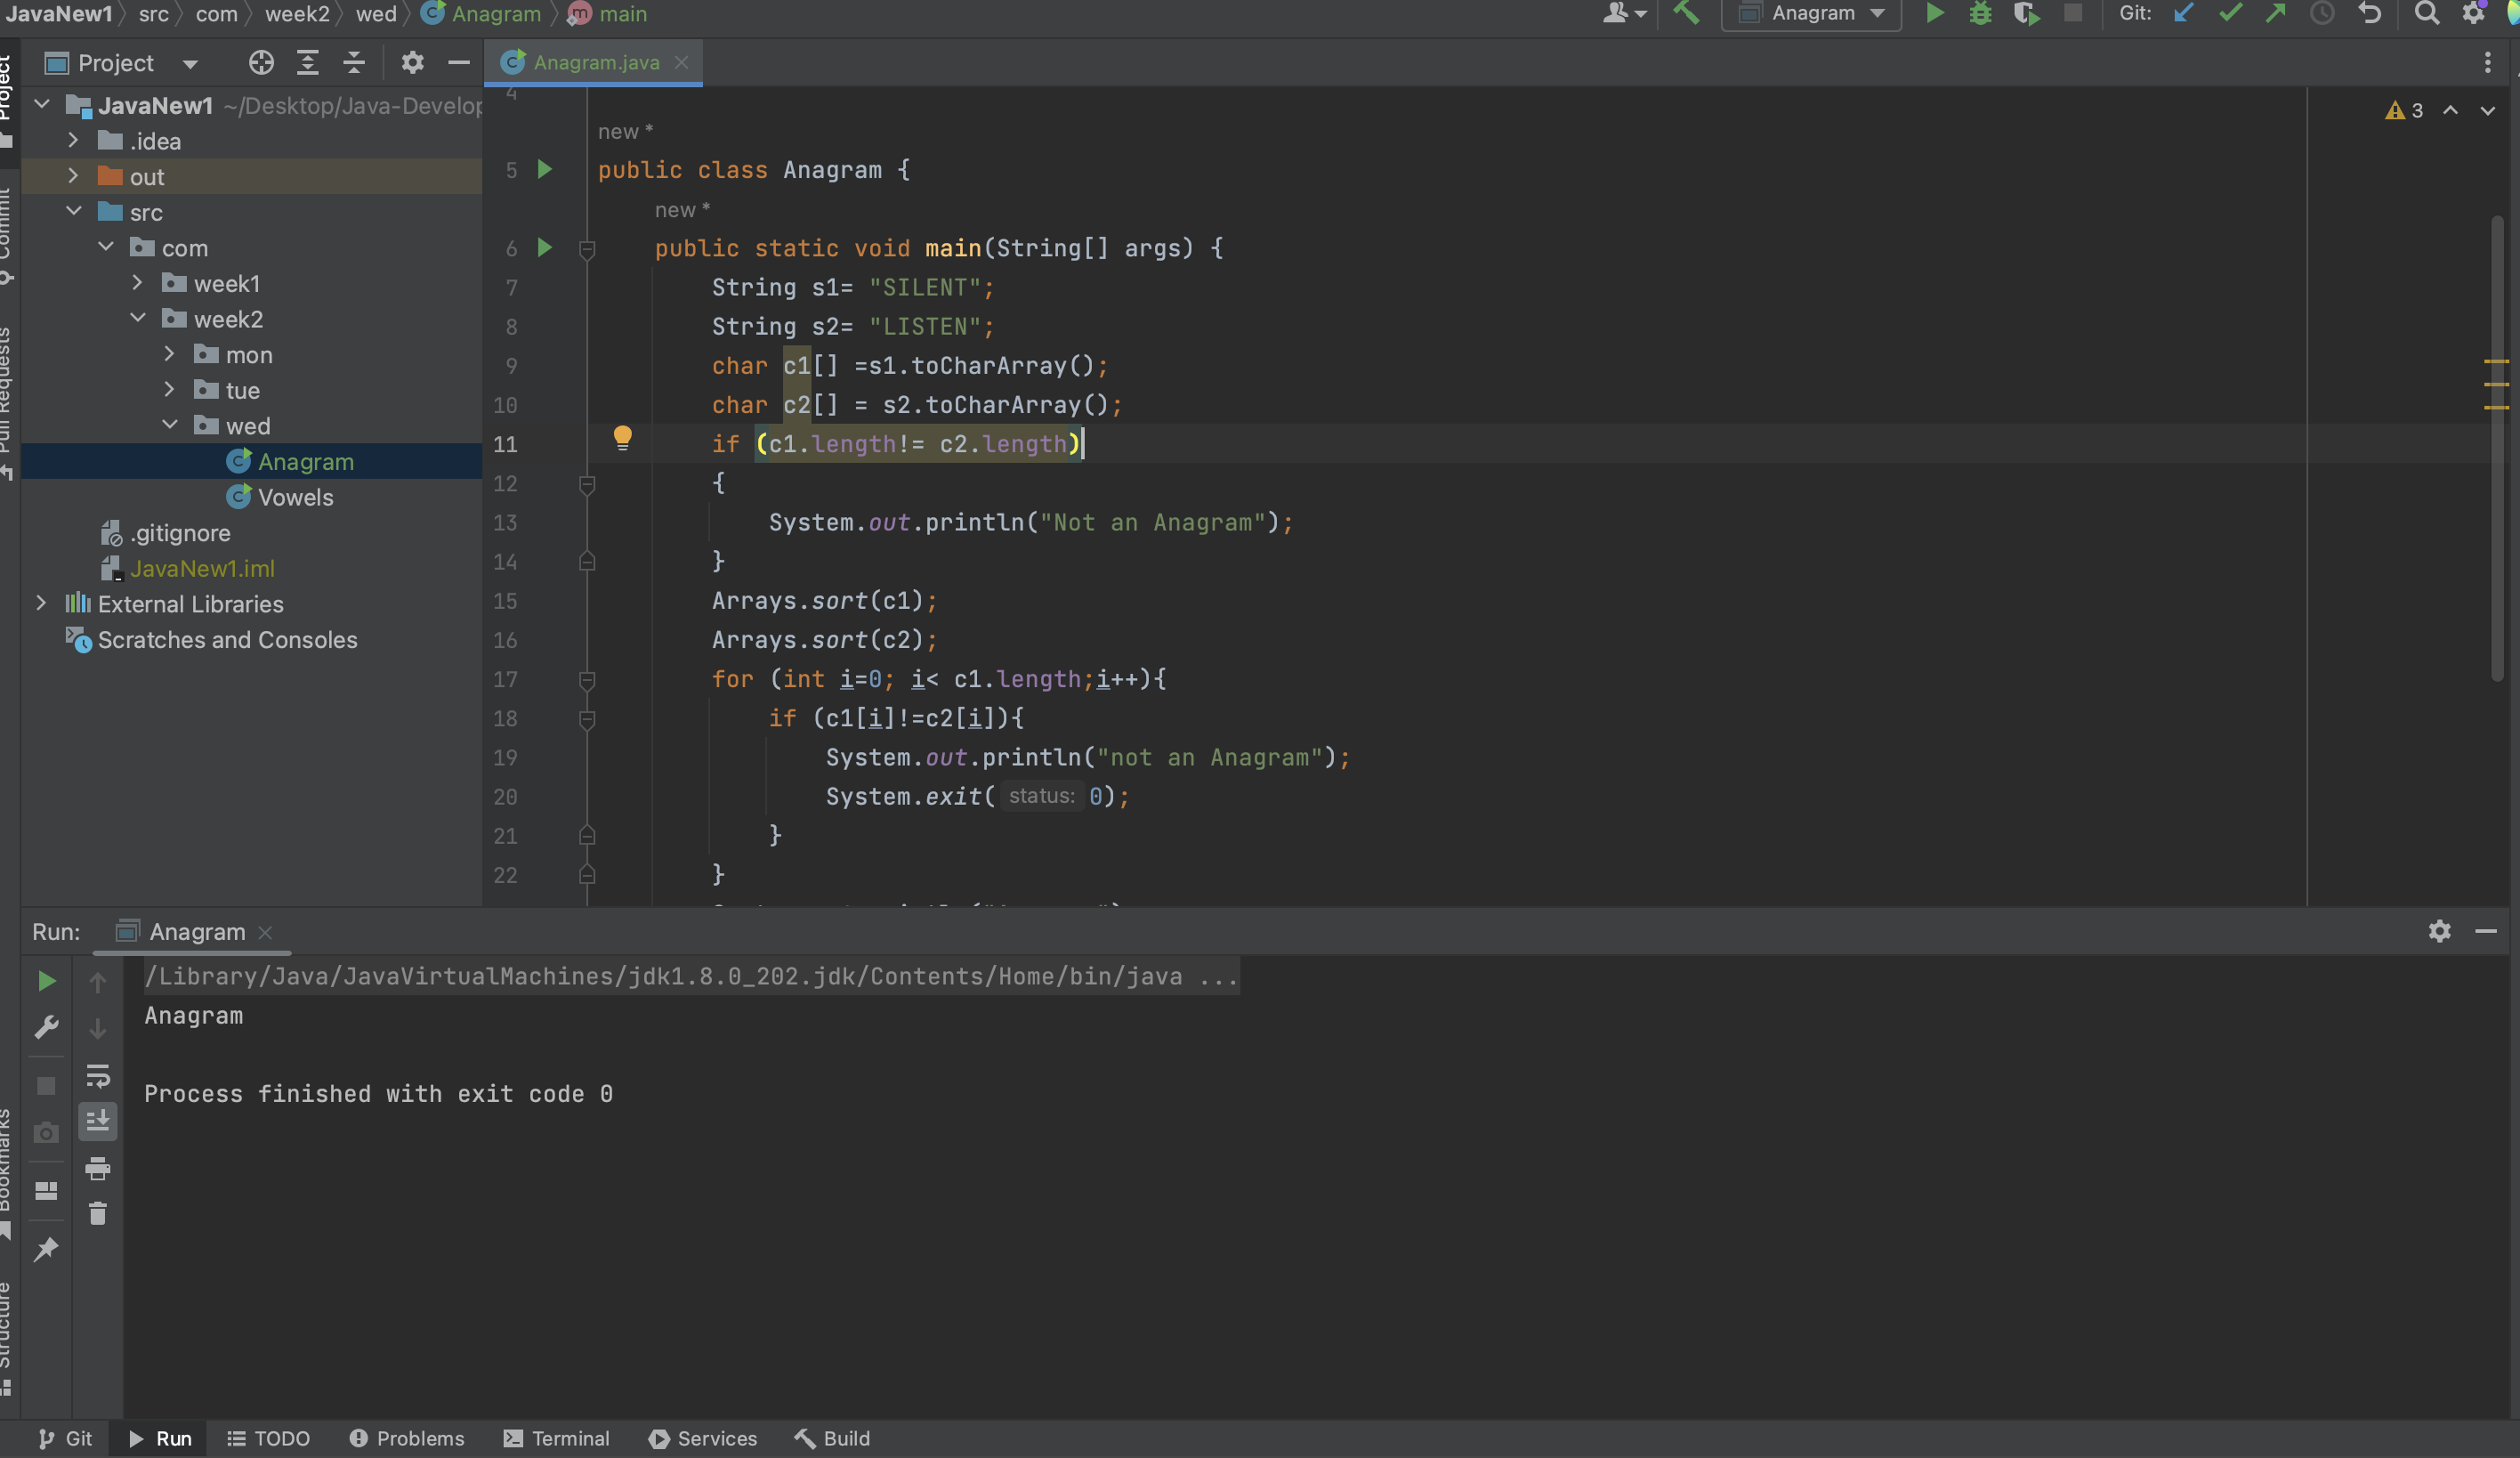 JavaNew1 src com week2 wed Anagram main
Anagram Git:
Project
Anagram.java
Project
JavaNew1 ~/Desktop/Java-Develop
.idea
out
src
com
week1
week2
mon
tue
wed
Anagram
Vowels
.gitignore
JavaNew1.iml
External Libraries
Scratches and Consoles
Commit
Pull Requests
Bookmarks
Structure
3
4
new *
5 public class Anagram {
new *
6 public static void main(String[] args) {
7 String s1= "SILENT";
8 String s2= "LISTEN";
9 char c1[] =s1.toCharArray();
10 char c2[] = s2.toCharArray();
11 if (c1.length!= c2.length)
12 {
13 System.out.println("Not an Anagram");
14 }
15 Arrays.sort(c1);
16 Arrays.sort(c2);
17 for (int i=0; i< c1.length;i++){
18 if (c1[i]!=c2[i]){
19 System.out.println("not an Anagram");
20 System.exit( status: 0);
21 }
22 }
Run: Anagram
/Library/Java/JavaVirtualMachines/jdk1.8.0_202.jdk/Contents/Home/bin/java ...
Anagram
Process finished with exit code 0
Git Run TODO Problems Terminal Services Build